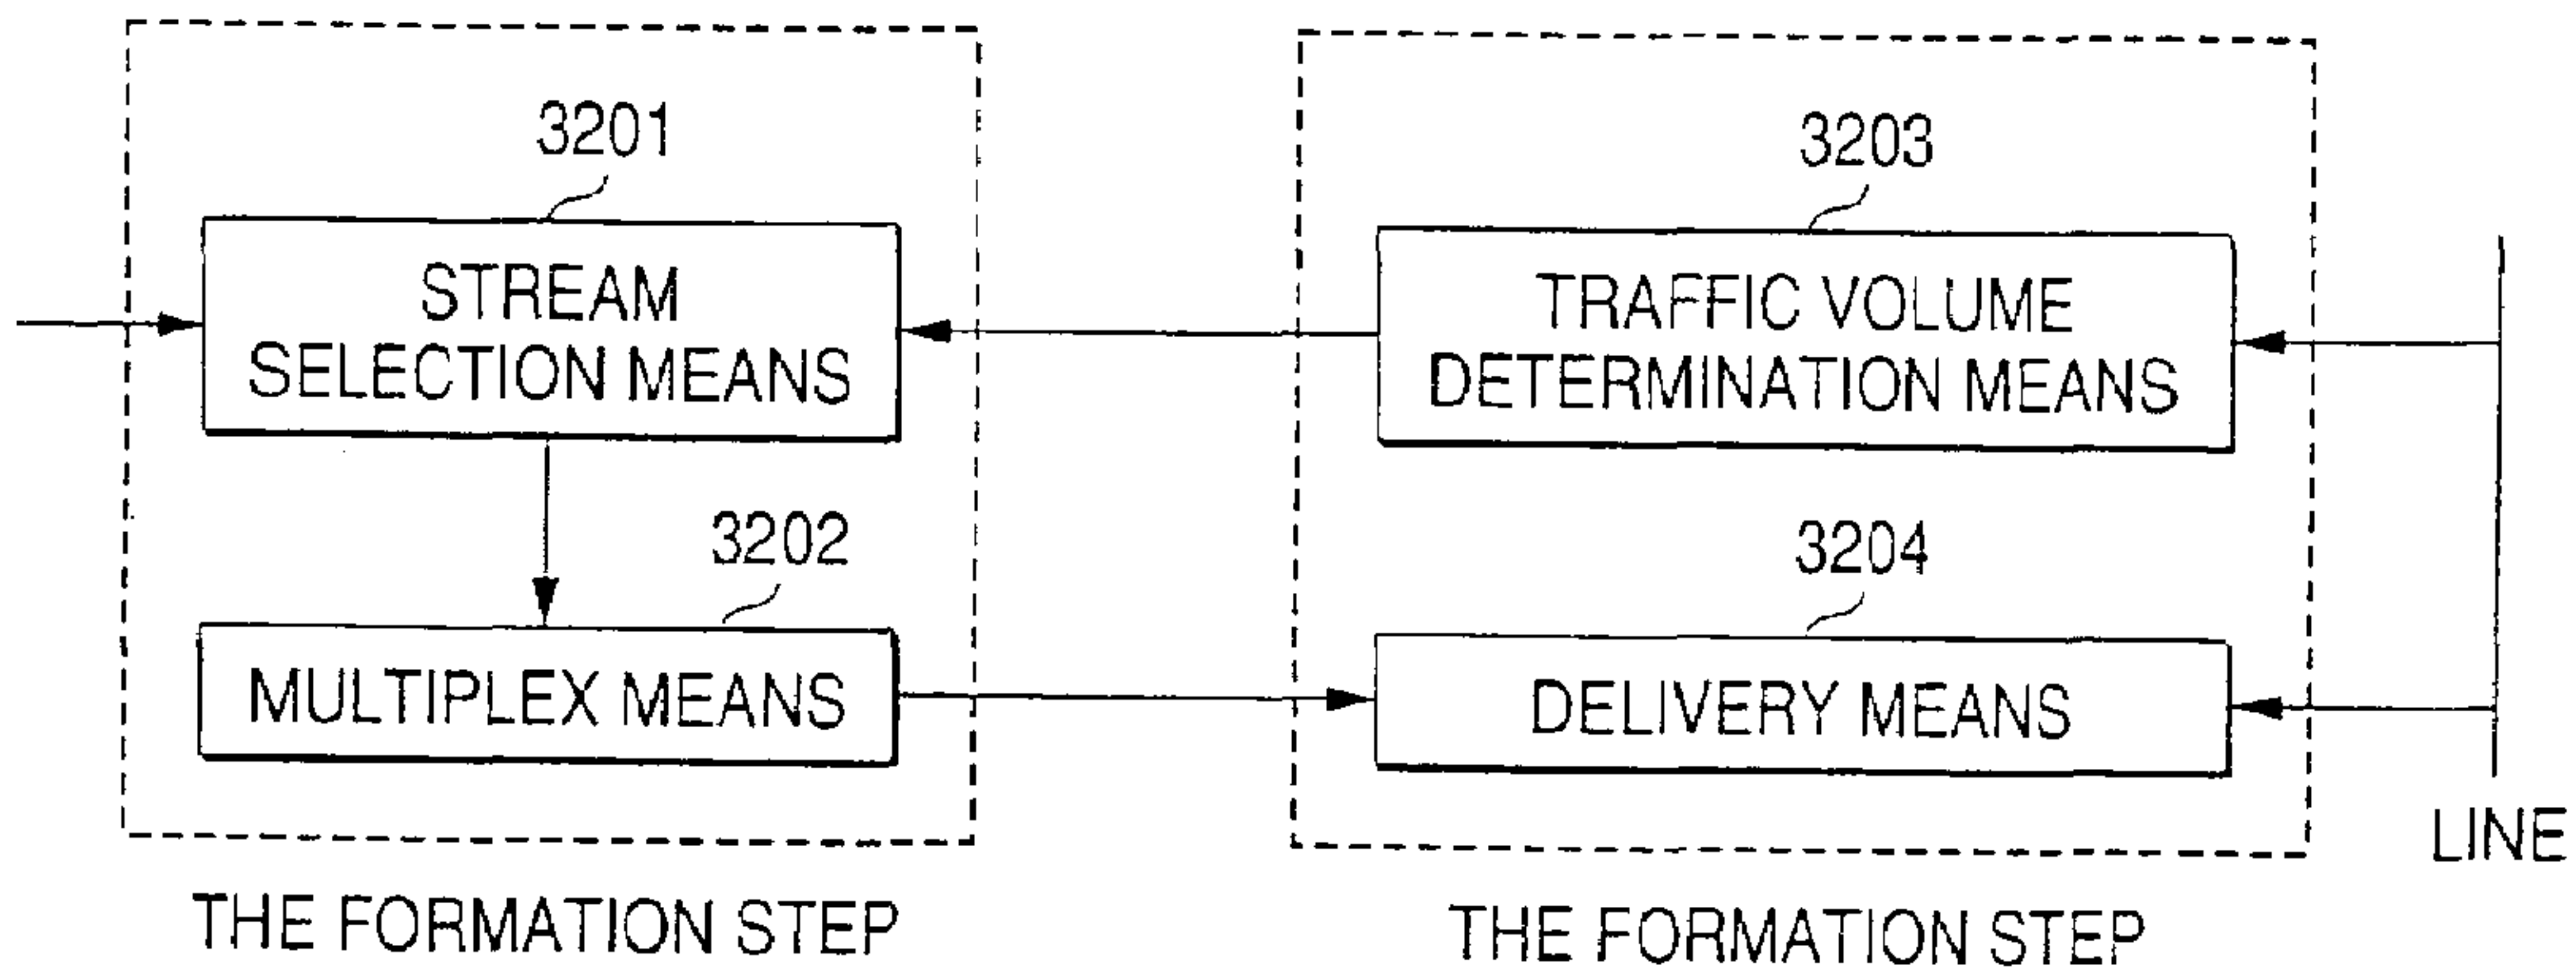 3201
STREAM
SELECTION MEANS
3202
MULTIPLEX MEANS
THE FORMATION STEP
3203
TRAFFIC VOLUME
DETERMINATION MEANS
3204
DELIVERY MEANS
THE FORMATION STEP
LINE